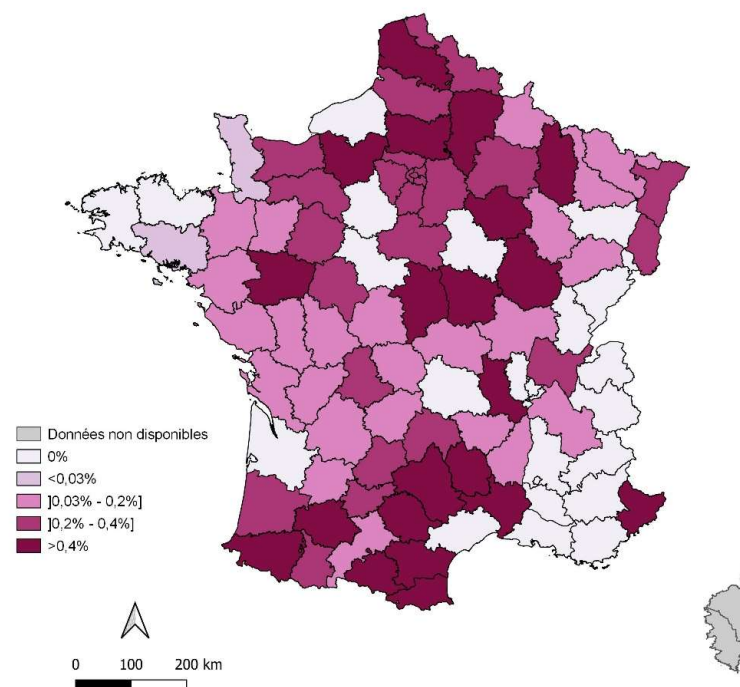 Données non disponibles
0%
<0,03%
]0,03% - 0,2%]
]0,2% - 0,4%]
>0,4%
0 100 200 km